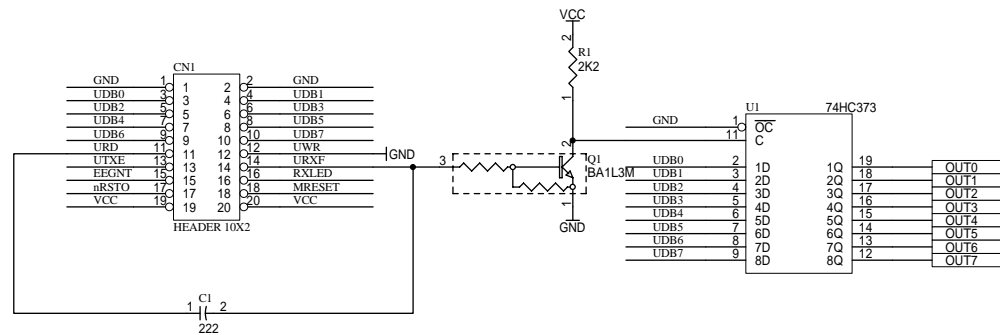 VCC
2
R1
2K2
1
CN1
GND 1 1 2 2 GND
UDB0 3 3 4 4 UDB1
UDB2 5 5 6 6 UDB3
UDB4 7 7 8 8 UDB5
UDB6 9 9 10 10 UDB7
URD 11 11 12 12 UWR GND
UTXE 13 13 14 14 URXF
EEGNT 15 15 16 16 RXLED
nRSTO 17 17 18 18 MRESET
VCC 19 19 20 20 VCC
HEADER 10X2
3
2
Q1
BA1L3M
1
GND
U1 74HC373
GND 1 OC
11 C
UDB0 2 1D 1Q 19 OUT0
UDB1 3 2D 2Q 18 OUT1
UDB2 4 3D 3Q 17 OUT2
UDB3 5 4D 4Q 16 OUT3
UDB4 6 5D 5Q 15 OUT4
UDB5 7 6D 6Q 14 OUT5
UDB6 8 7D 7Q 13 OUT6
UDB7 9 8D 8Q 12 OUT7
C1
1 2
222